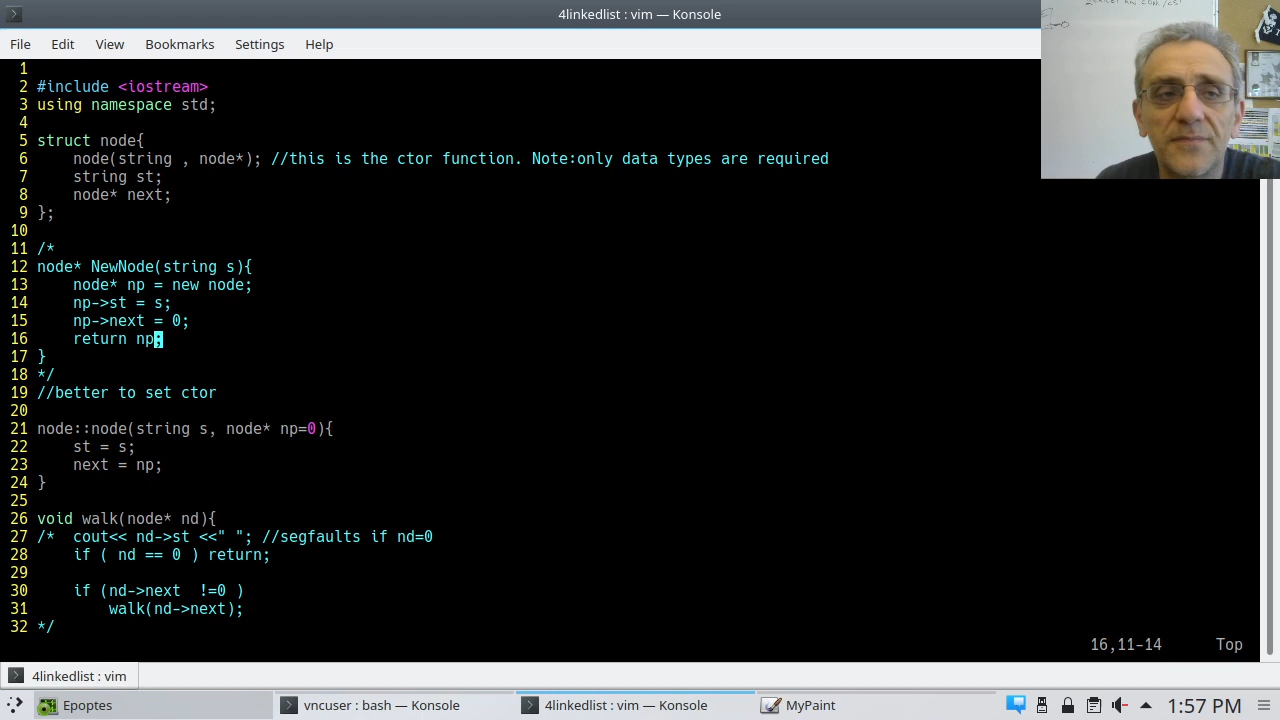 4linkedlist : vim — Konsole
File Edit View Bookmarks Settings Help
1
2 #include <iostream>
3 using namespace std;
4
5 struct node{
6 node(string , node*); //this is the ctor function. Note:only data types are required
7 string st;
8 node* next;
9 };
10
11 /*
12 node* NewNode(string s){
13 node* np = new node;
14 np->st = s;
15 np->next = 0;
16 return np;
17 }
18 */
19 //better to set ctor
20
21 node::node(string s, node* np=0){
22 st = s;
23 next = np;
24 }
25
26 void walk(node* nd){
27 /* cout<< nd->st <<" "; //segfaults if nd=0
28 if ( nd == 0 ) return;
29
30 if (nd->next !=0 )
31 walk(nd->next);
32 */
16,11-14 Top
4linkedlist : vim
Epoptes vncuser : bash — Konsole 4linkedlist : vim — Konsole MyPaint 1:57 PM